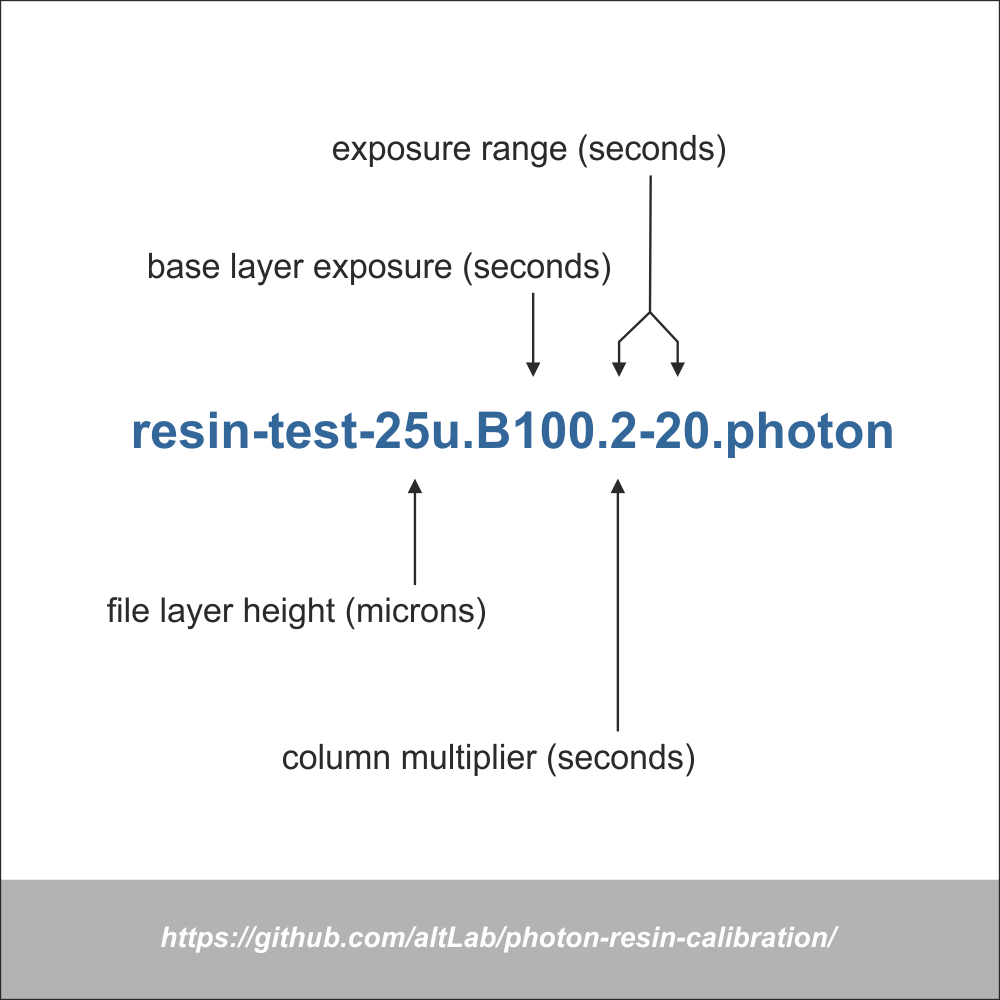 exposure range (seconds)
base layer exposure (seconds)
resin-test-25u.B100.2-20.photon
file layer height (microns)
column multiplier (seconds)
https://github.com/altLab/photon-resin-calibration/